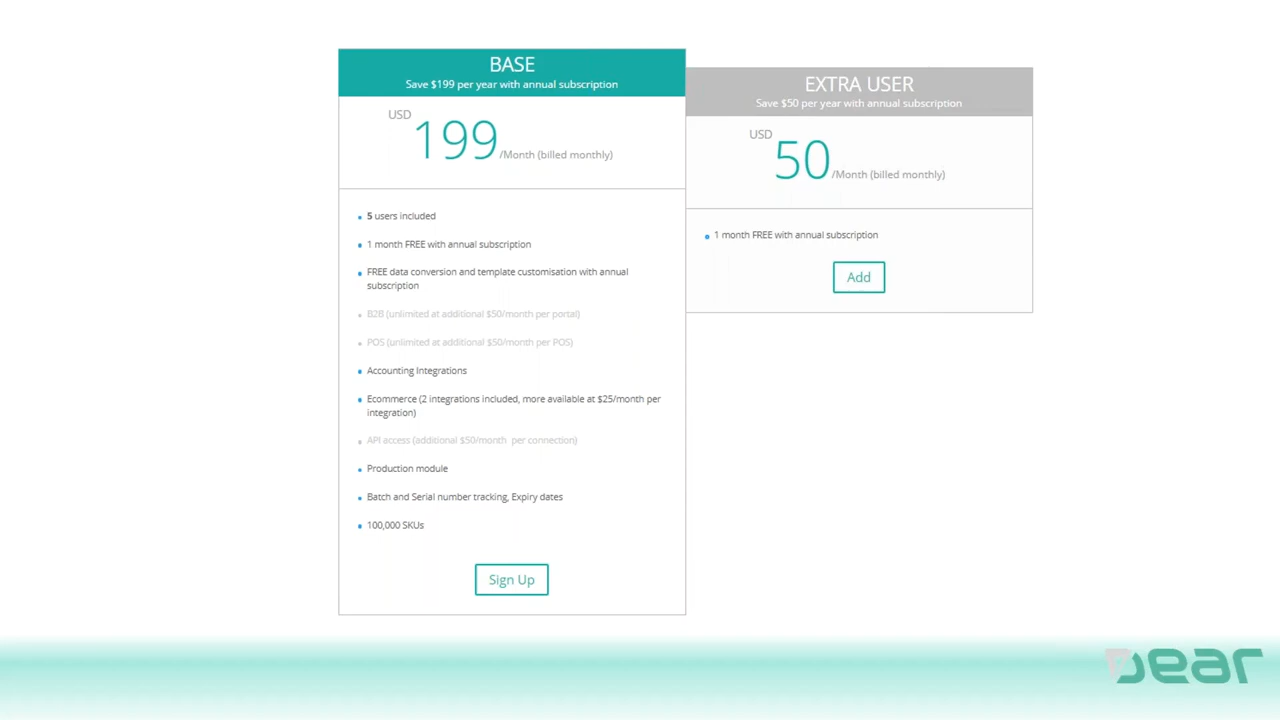 BASE
Save $199 per year with annual subscription
USD
199 /Month (billed monthly)
5 users included
1 month FREE with annual subscription
FREE data conversion and template customisation with annual
subscription
B2B (unlimited at additional $50/month per portal)
POS (unlimited at additional $50/month per POS)
Accounting Integrations
Ecommerce (2 integrations included, more available at $25/month per
integration)
API access (additional $50/month per connection)
Production module
Batch and Serial number tracking, Expiry dates
100,000 SKUs
Sign Up
EXTRA USER
Save $50 per year with annual subscription
USD
50 /Month (billed monthly)
1 month FREE with annual subscription
Add
Dear